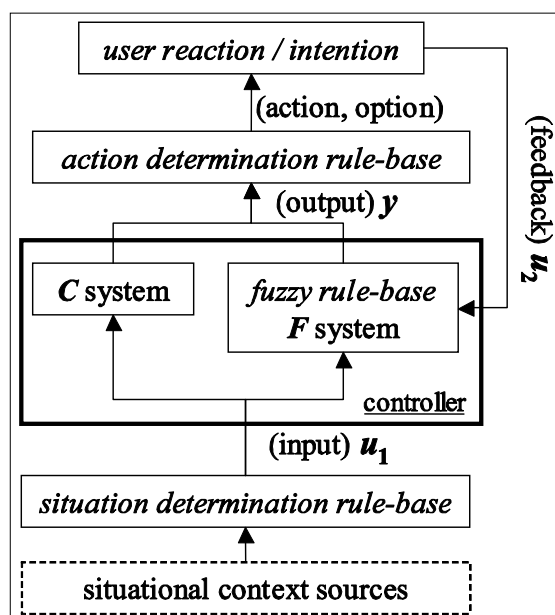 user reaction / intention
(action, option)
action determination rule-base
(feedback) u2
(output) y
C system
fuzzy rule-base
F system
controller
(input) u1
situation determination rule-base
situational context sources